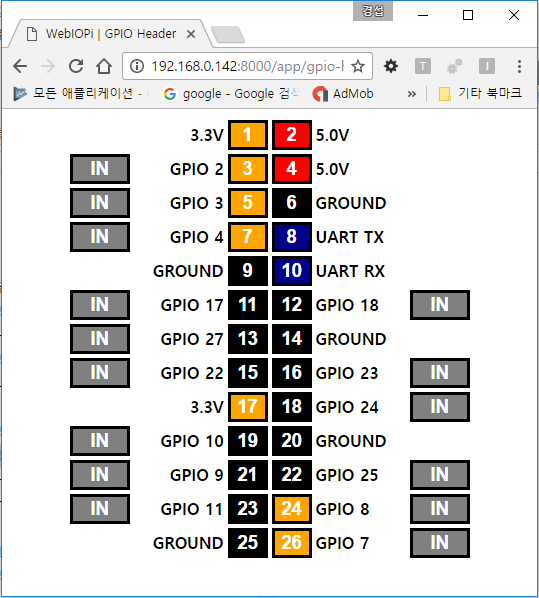 경섭
WebIOPi | GPIO Header
192.168.0.142:8000/app/gpio-h
T I
모든 애플리케이션 - google - Google 검색 AdMob » 기타 북마크
3.3V 1 2 5.0V
IN GPIO 2 3 4 5.0V
IN GPIO 3 5 6 GROUND
IN GPIO 4 7 8 UART TX
GROUND 9 10 UART RX
IN GPIO 17 11 12 GPIO 18 IN
IN GPIO 27 13 14 GROUND
IN GPIO 22 15 16 GPIO 23 IN
3.3V 17 18 GPIO 24 IN
IN GPIO 10 19 20 GROUND
IN GPIO 9 21 22 GPIO 25 IN
IN GPIO 11 23 24 GPIO 8 IN
GROUND 25 26 GPIO 7 IN